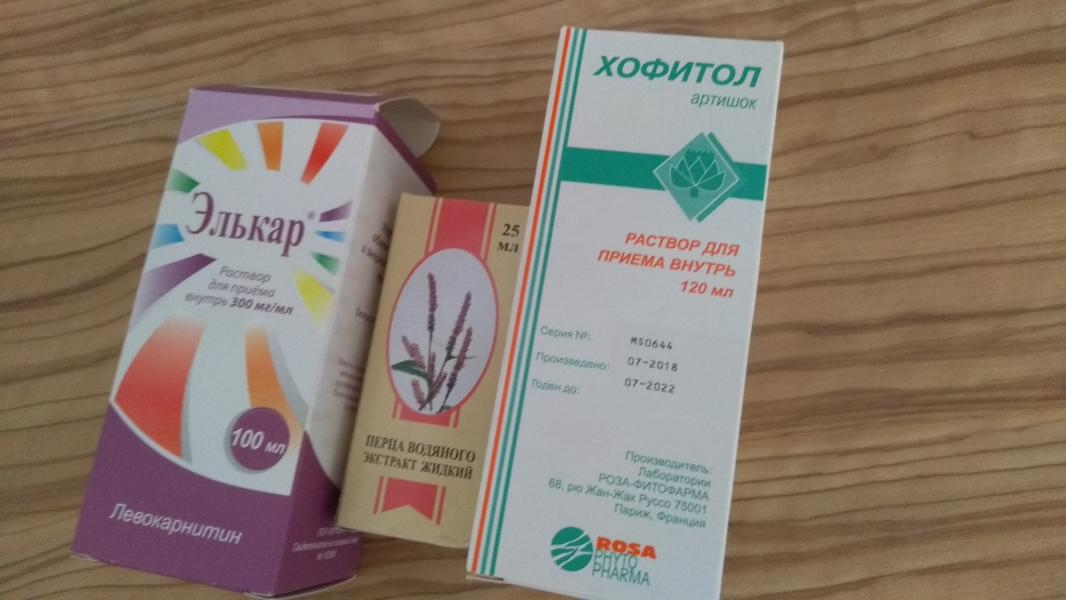 Элькар®
Раствор
для приёма
внутрь 300 мг/мл
100 мл
Левокарнитин
25
мл
ПЕРЦА ВОДЯНОГО
ЭКСТРАКТ ЖИДКИЙ
ХОФИТОЛ
артишок
РАСТВОР ДЛЯ
ПРИЕМА ВНУТРЬ
120 мл
Серия №: MS0644
Произведено: 07-2018
Годен до: 07-2022
Производитель:
Лаборатории
РОЗА-ФИТОФАРМА
68, рю Жан-Жак Руссо 75001
Париж, Франция
ROSA
PHYTO
PHARMA